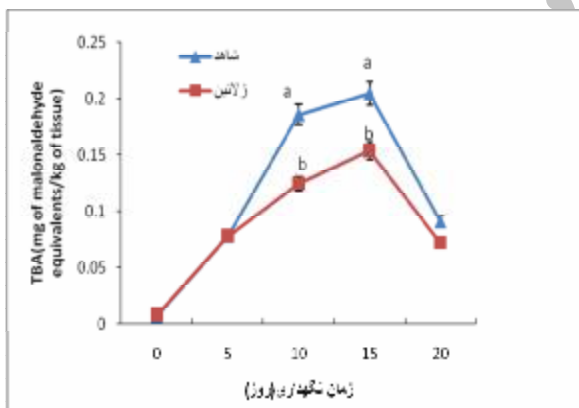 TBA(mg of malonaldehyde
equivalents/kg of tissue)
0.25
0.2
0.15
0.1
0.05
0
شاهد
ژلاتین
a
a
b
b
0 5 10 15 20
زمان نگهداری(روز)